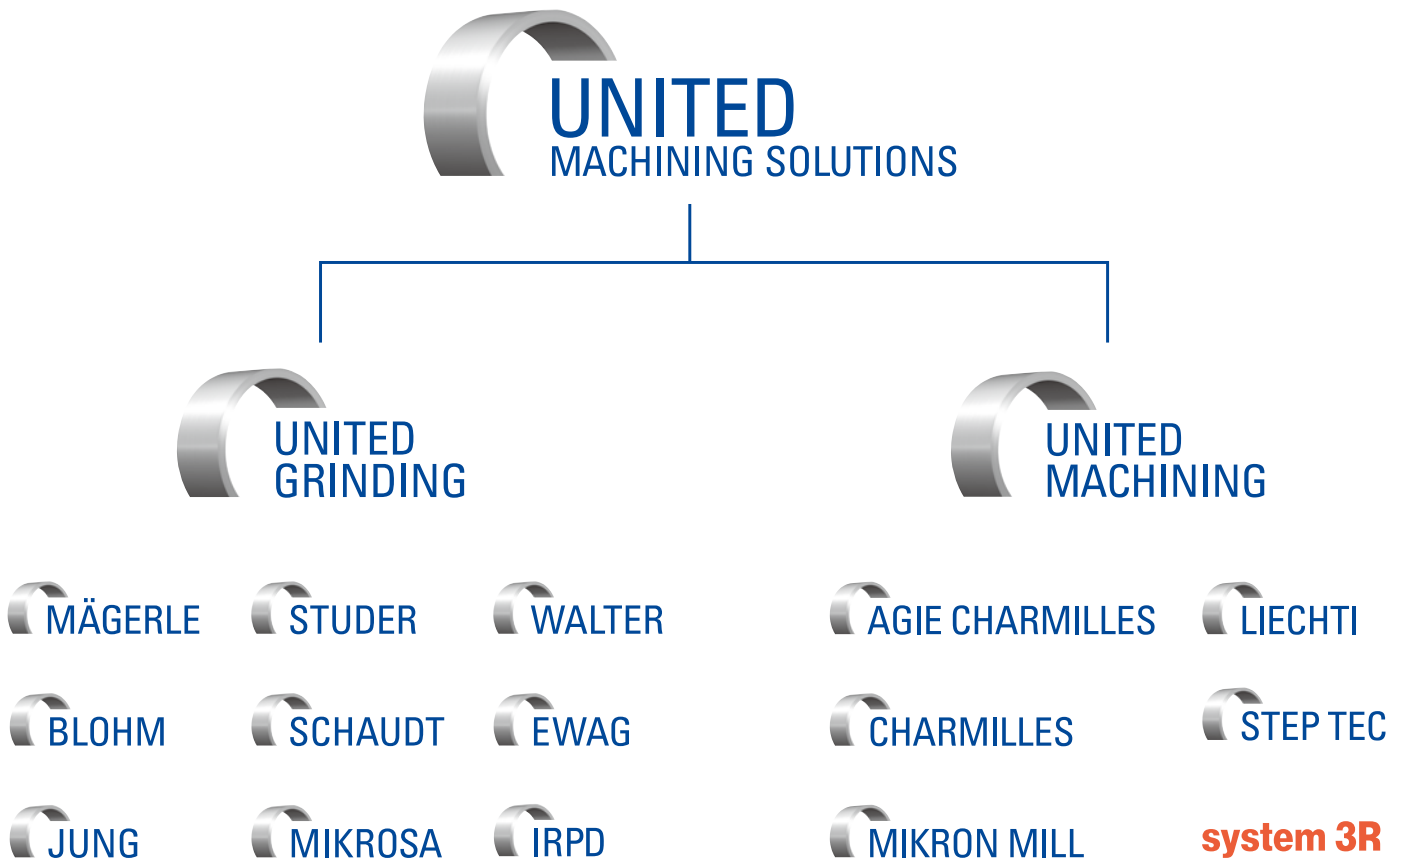 UNITED
MACHINING SOLUTIONS
UNITED
GRINDING
UNITED
MACHINING
MÄGERLE
STUDER
WALTER
AGIE CHARMILLES
LIECHTI
BLOHM
SCHAUDT
EWAG
CHARMILLES
STEP TEC
JUNG
MIKROSA
IRPD
MIKRON MILL
system 3R